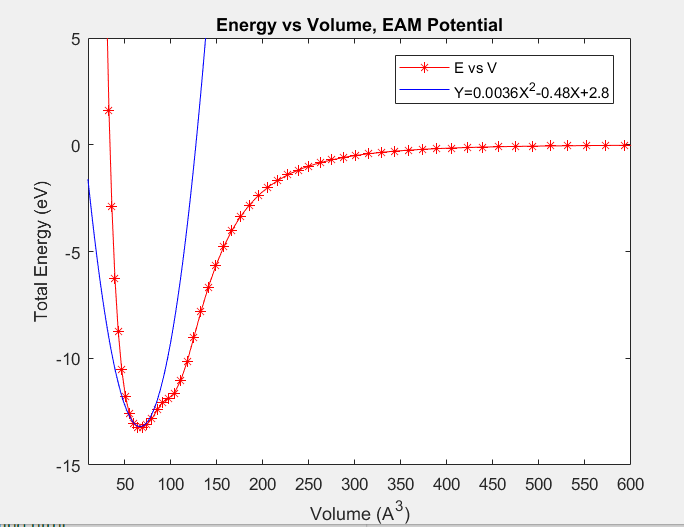 Energy vs Volume, EAM Potential
E vs V
Y=0.0036X²-0.48X+2.8
5
0
-5
-10
-15
Total Energy (eV)
50 100 150 200 250 300 350 400 450 500 550 600
Volume (A³)